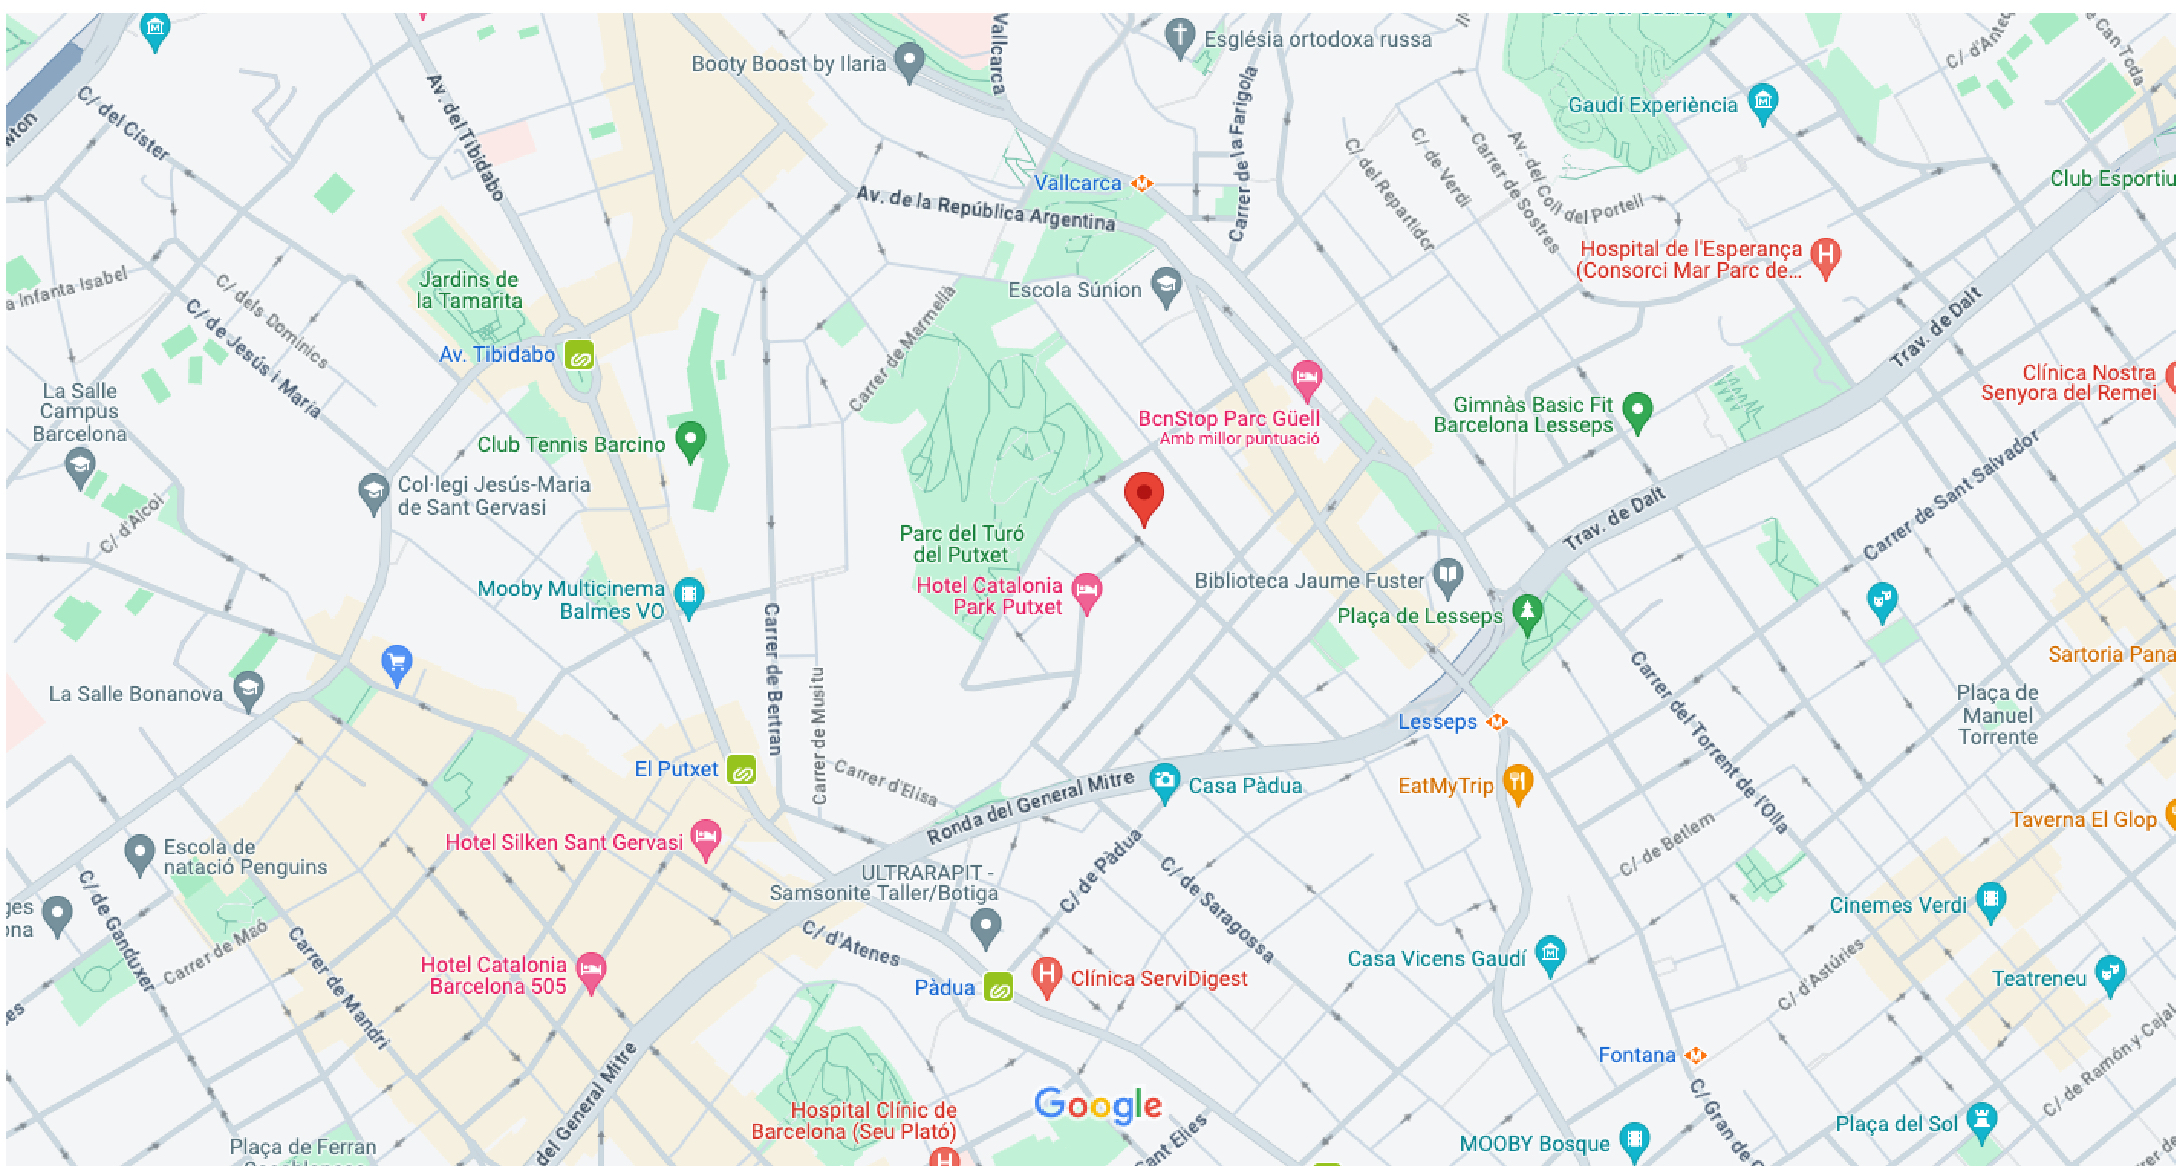 Booty Boost by Ilaria
Vallcarca
Església ortodoxa russa
C/ d'Antequera
Gaudí Experiència
Carrer de la Farigola
Av. del Tibidabo
C/ del Císter
Vallcarca
Av. de la República Argentina
C/ del Repartidor
C/ de Verdi
Carrer de Sostres
Av. del Coll del Portell
Club Esportiu
Hospital de l'Esperança
(Consorci Mar Parc de...
Jardins de
la Tamarita
a Infanta Isabel
C/ dels Dominics
C/ de Jesús i Maria
Escola Súnion
Carrer de Marmellà
Av. Tibidabo
Trav. de Dalt
Clínica Nostra
Senyora del Remei
La Salle
Campus
Barcelona
BcnStop Parc Güell
Amb millor puntuació
Gimnàs Basic Fit
Barcelona Lesseps
Club Tennis Barcino
Col·legi Jesús-Maria
de Sant Gervasi
C/ d'Alcoi
Trav. de Dalt
Carrer de Sant Salvador
Parc del Turó
del Putxet
Hotel Catalonia
Park Putxet
Biblioteca Jaume Fuster
Plaça de Lesseps
Mooby Multicinema
Balmes VO
Carrer de Bertran
Carrer de Musitu
Sartoria Pana
La Salle Bonanova
Plaça de
Manuel
Torrente
Lesseps
Carrer del Torrent de l'Olla
El Putxet
Carrer d'Elisa
Ronda del General Mitre
Casa Pàdua
EatMyTrip
Taverna El Glop
Hotel Silken Sant Gervasi
Escola de
natació Penguins
C/ de Betlem
ULTRARAPIT -
Samsonite Taller/Botiga
C/ de Pàdua
C/ de Saragossa
C/ de Ganduxer
Carrer de Maó
Carrer de Mandri
C/ d'Atenes
Cinemes Verdi
Casa Vicens Gaudí
C/ d'Astúries
Teatreneu
Hotel Catalonia
Barcelona 505
Pàdua
Clínica ServiDigest
Fontana
C/ de Ramón y Cajal
del General Mitre
Google
Hospital Clínic de
Barcelona (Seu Plató)
Sant Elies
C/ Gran de
MOOBY Bosque
Plaça del Sol
Plaça de Ferran